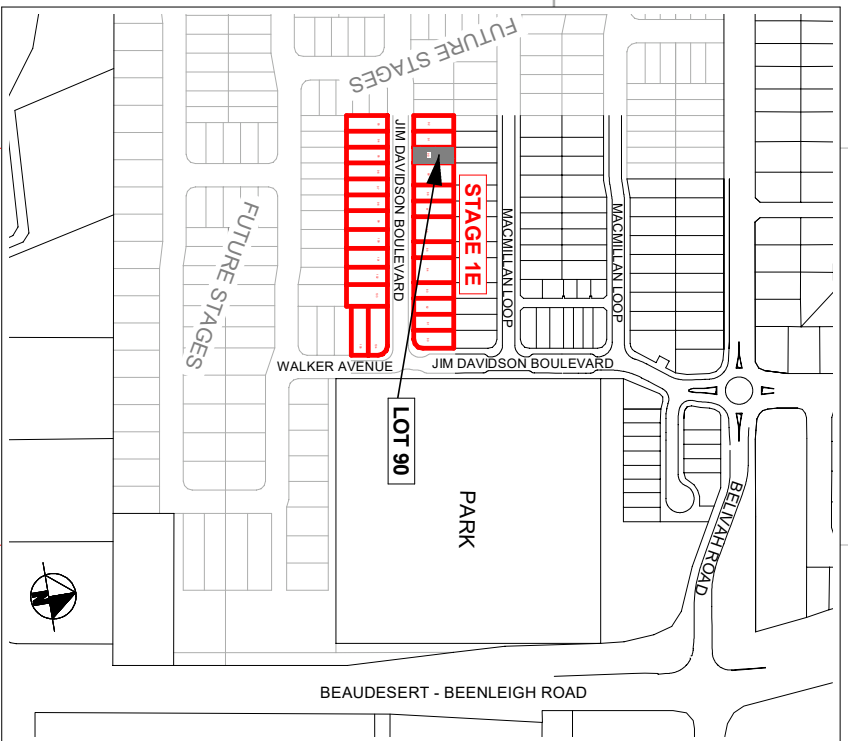 FUTURE STAGES
JIM DAVIDSON BOULEVARD
STAGE 1E
MACMILLAN LOOP
MACMILLAN LOOP
FUTURE STAGES
WALKER AVENUE
JIM DAVIDSON BOULEVARD
LOT 90
PARK
BELIVAH ROAD
N
BEAUDESERT - BEENLEIGH ROAD